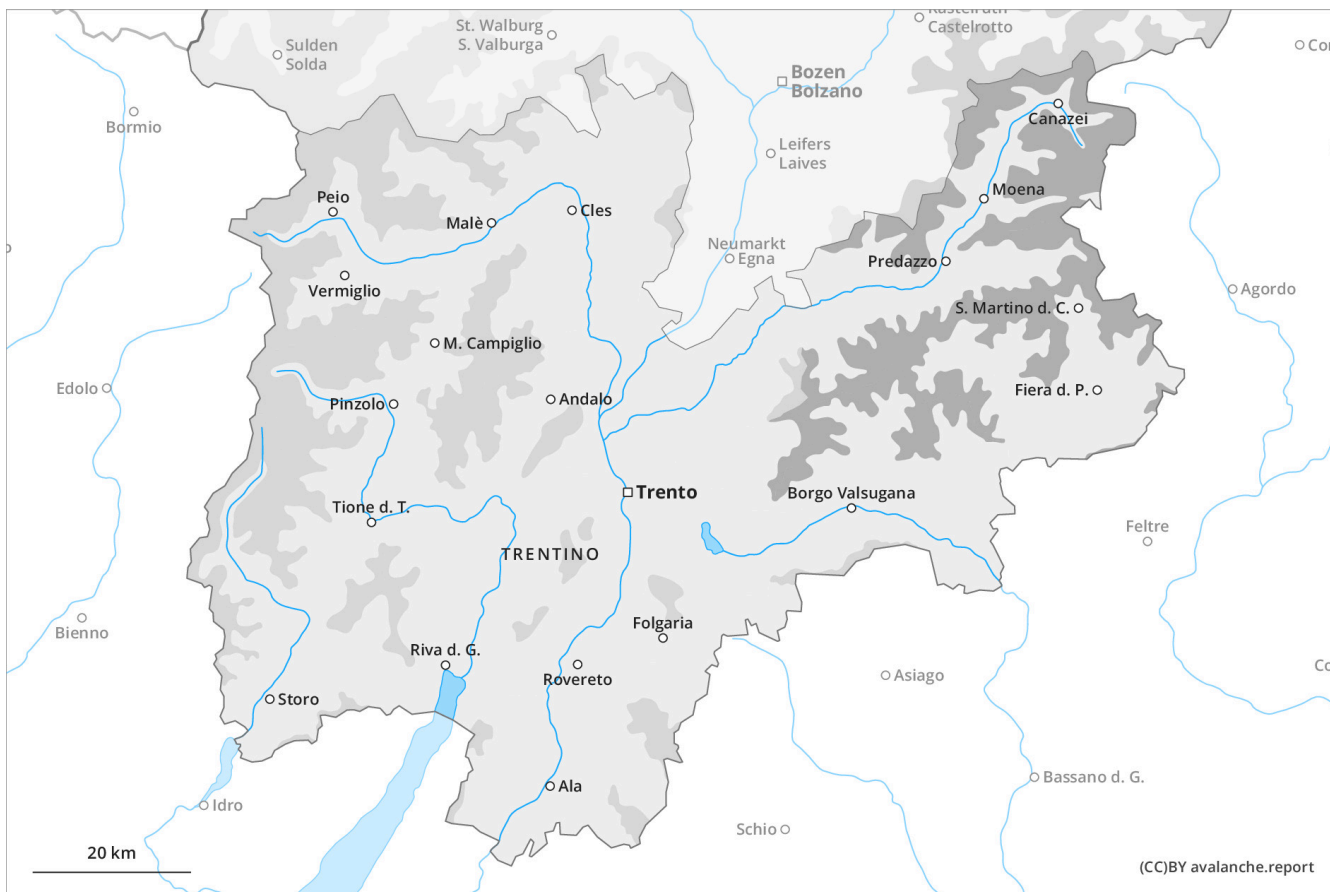 Kastelruth
Castelrotto
St. Walburg
S. Valburga
Sulden
Solda
Bozen
Bolzano
Bormio
Canazei
Leifers
Laives
Peio
Moena
Malè
Cles
Neumarkt
Egna
Predazzo
Vermiglio
Agordo
S. Martino d. C.
M. Campiglio
Edolo
Pinzolo
Andalo
Fiera d. P.
Trento
Borgo Valsugana
Tione d. T.
Feltre
TRENTINO
Bienno
Folgaria
Riva d. G.
Rovereto
Asiago
Storo
Bassano d. G.
Ala
Idro
Schio
20 km
(CC)BY avalanche.report